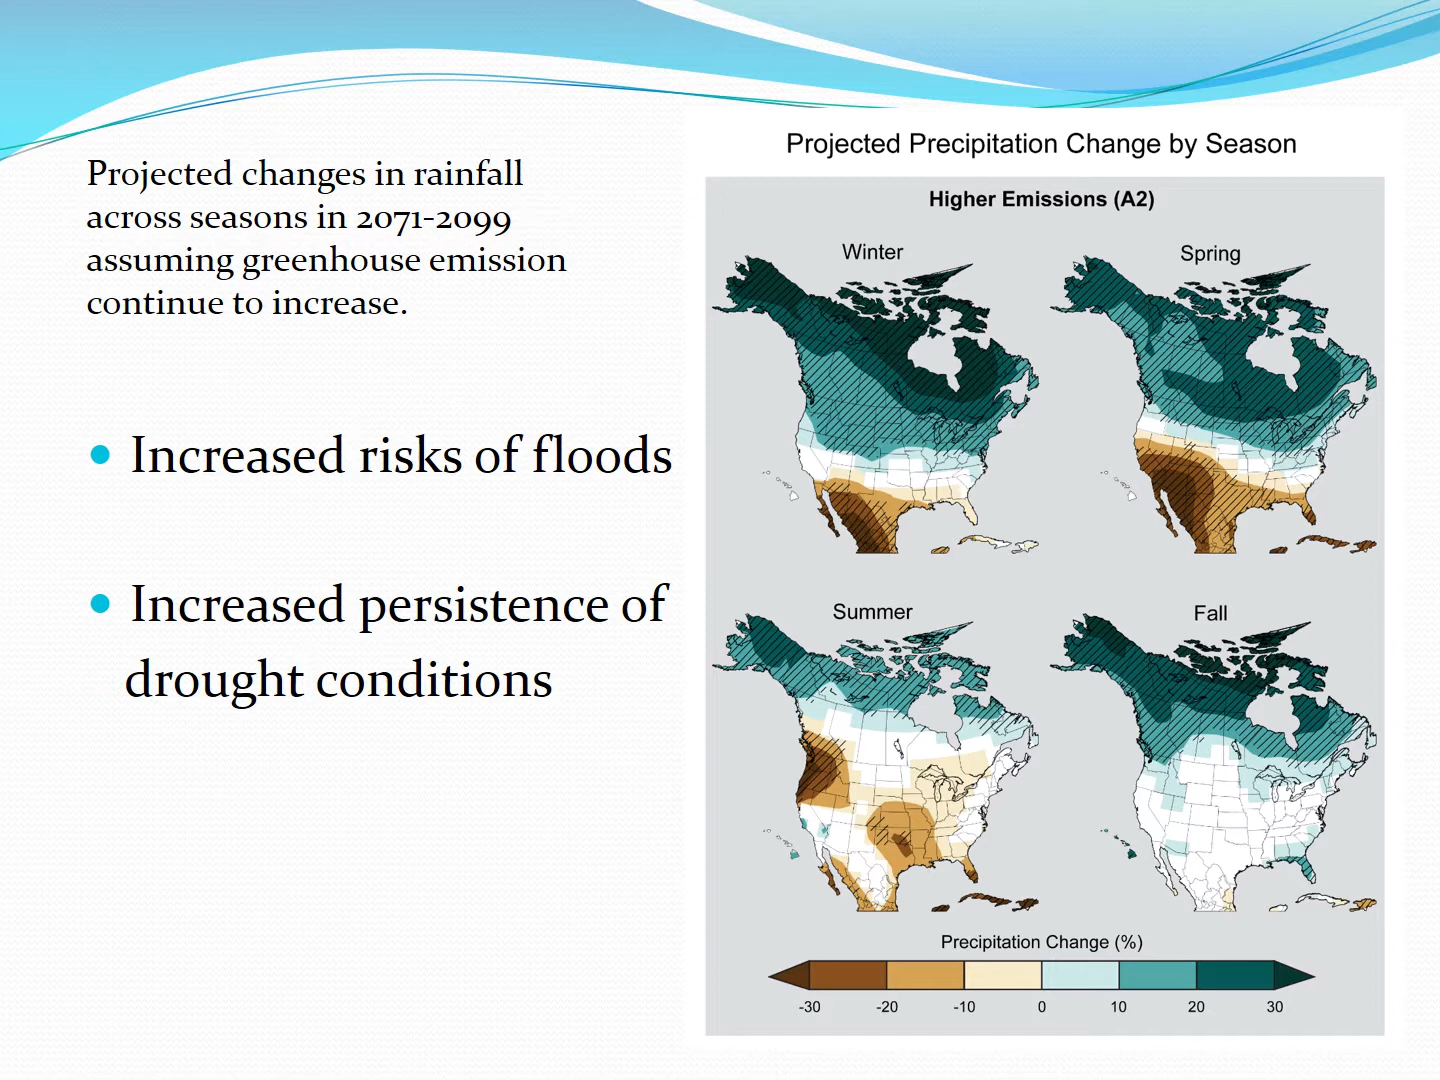 Projected changes in rainfall
across seasons in 2071-2099
assuming greenhouse emission
continue to increase.
• Increased risks of floods
• Increased persistence of
drought conditions
Projected Precipitation Change by Season
Higher Emissions (A2)
Winter
Spring
Summer
Fall
Precipitation Change (%)
-30 -20 -10 0 10 20 30